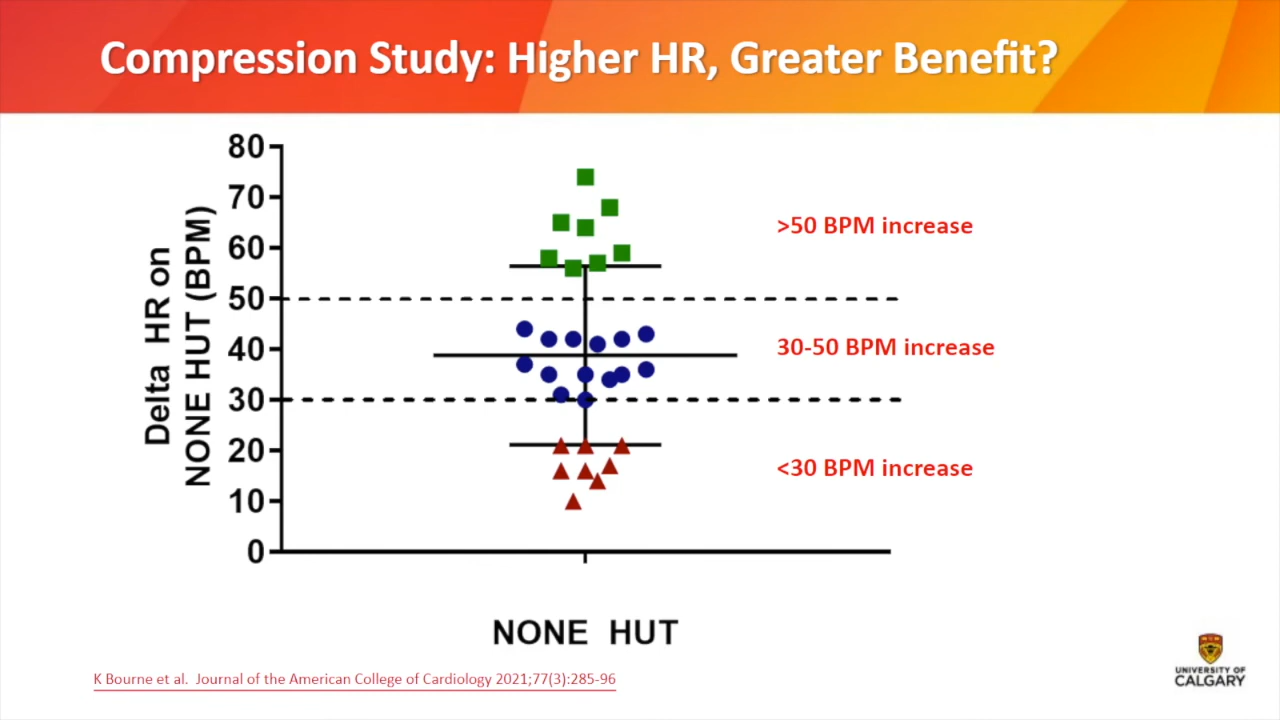 Compression Study: Higher HR, Greater Benefit?
80
70
60
50
40
30
20
10
0
Delta HR on
NONE HUT (BPM)
>50 BPM increase
30-50 BPM increase
<30 BPM increase
NONE HUT
K Bourne et al. Journal of the American College of Cardiology 2021;77(3):285-96
UNIVERSITY OF
CALGARY